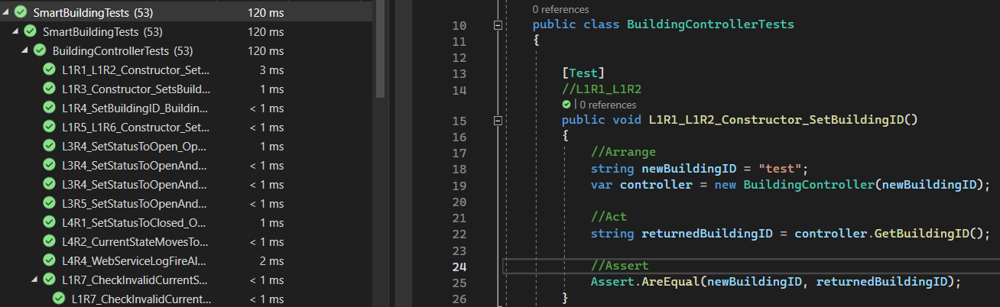 SmartBuildingTests (53) 120 ms
SmartBuildingTests (53) 120 ms
BuildingControllerTests (53) 120 ms
L1R1_L1R2_Constructor_Set... 3 ms
L1R3_Constructor_SetsBuild... 1 ms
L1R4_SetBuildingID_Buildin... < 1 ms
L1R5_L1R6_Constructor_Set... < 1 ms
L3R4_SetStatusToOpen_Op... 1 ms
L3R4_SetStatusToOpenAnd... < 1 ms
L3R4_SetStatusToOpenAnd... < 1 ms
L3R5_SetStatusToOpenAnd... < 1 ms
L4R1_SetStatusToClosed_O... 1 ms
L4R2_CurrentStateMovesTo... < 1 ms
L4R4_WebServiceLogFireAl... 2 ms
L1R7_CheckInvalidCurrentS... < 1 ms
L1R7_CheckInvalidCurrent... < 1 ms
0 references
10 public class BuildingControllerTests
11 {
12
13 [Test]
14 //L1R1_L1R2
| 0 references
15 public void L1R1_L1R2_Constructor_SetBuildingID()
16 {
17 //Arrange
18 string newBuildingID = "test";
19 var controller = new BuildingController(newBuildingID);
20
21 //Act
22 string returnedBuildingID = controller.GetBuildingID();
23
24 //Assert
25 Assert.AreEqual(newBuildingID, returnedBuildingID);
26 }